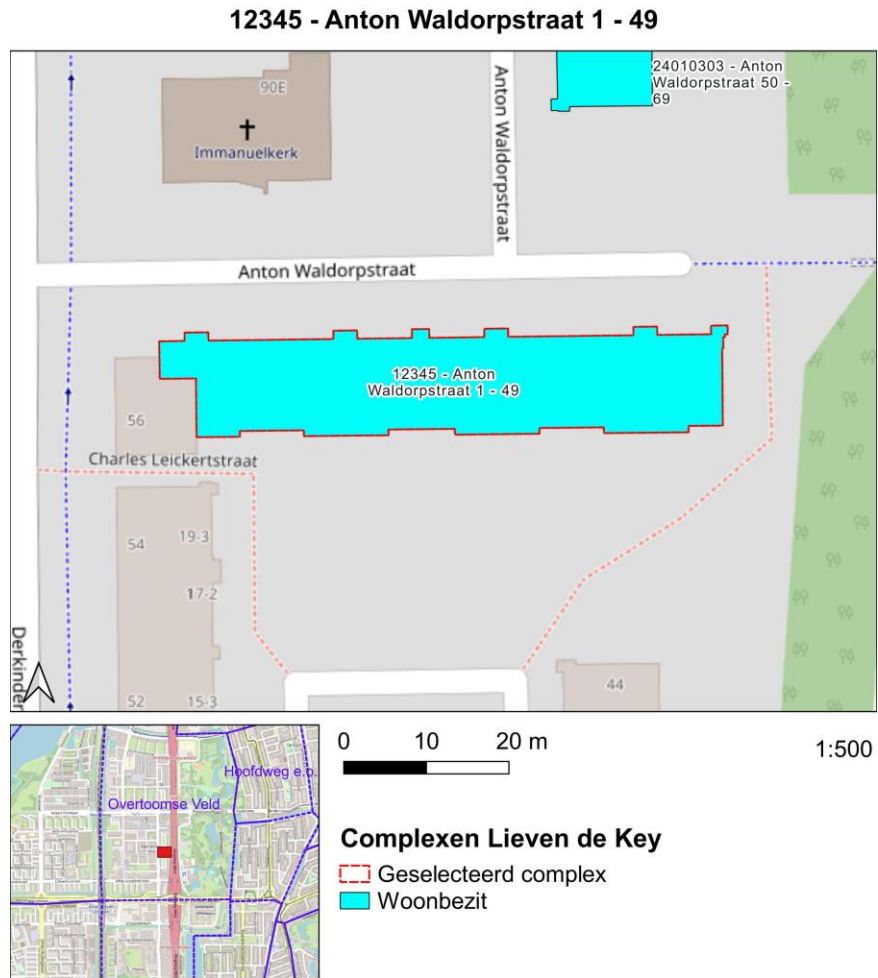 12345 - Anton Waldorpstraat 1 - 49
90E
Immanuelkerk
Anton Waldorpstraat
24010303 - Anton
Waldorpstraat 50 -
69
Anton Waldorpstraat
12345 - Anton
Waldorpstraat 1 - 49
56
Charles Leickertstraat
54
19-3
17-2
Derkinder
52
15-3
44
Hoofdweg e.o.
Overtoomse Veld
0 10 20 m
1:500
Complexen Lieven de Key
Geselecteerd complex
Woonbezit